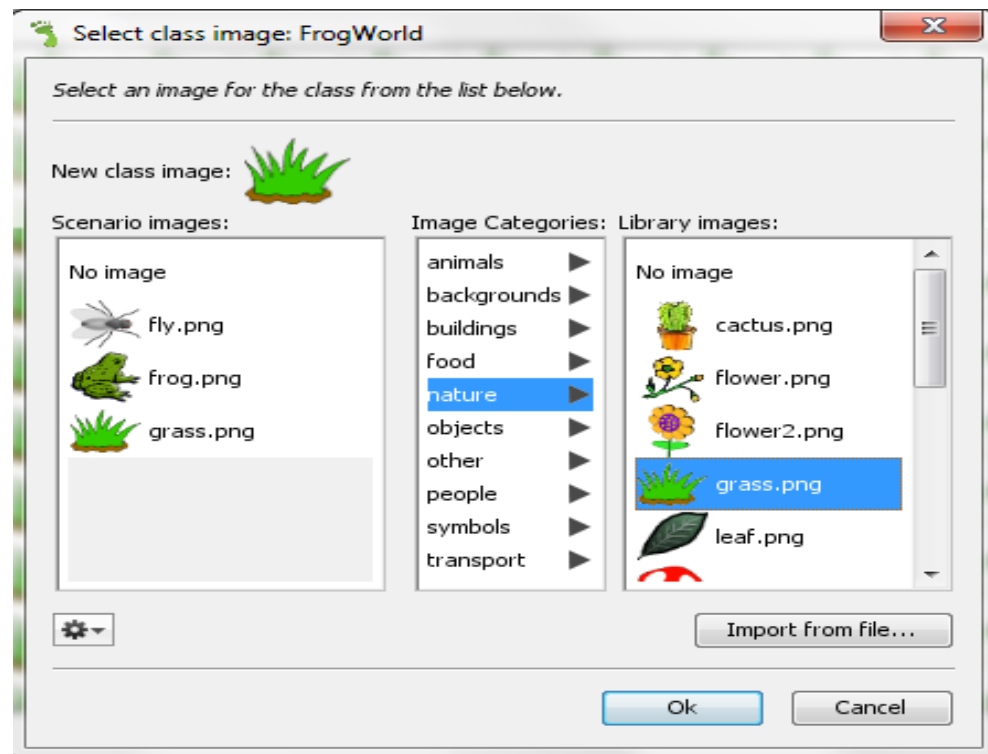 Select class image: FrogWorld
Select an image for the class from the list below.
New class image:
Scenario images:
No image
fly.png
frog.png
grass.png
Image Categories:
animals
backgrounds
buildings
food
nature
objects
other
people
symbols
transport
Library images:
No image
cactus.png
flower.png
flower2.png
grass.png
leaf.png
Import from file...
Ok
Cancel